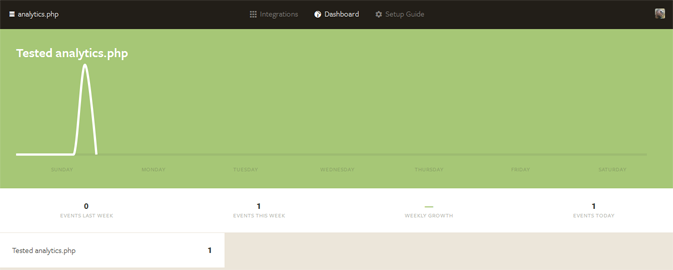 analytics.php Integrations Dashboard Setup Guide
Tested analytics.php
SUNDAY MONDAY TUESDAY WEDNESDAY THURSDAY FRIDAY SATURDAY
0 1 — 1
EVENTS LAST WEEK EVENTS THIS WEEK WEEKLY GROWTH EVENTS TODAY
Tested analytics.php 1